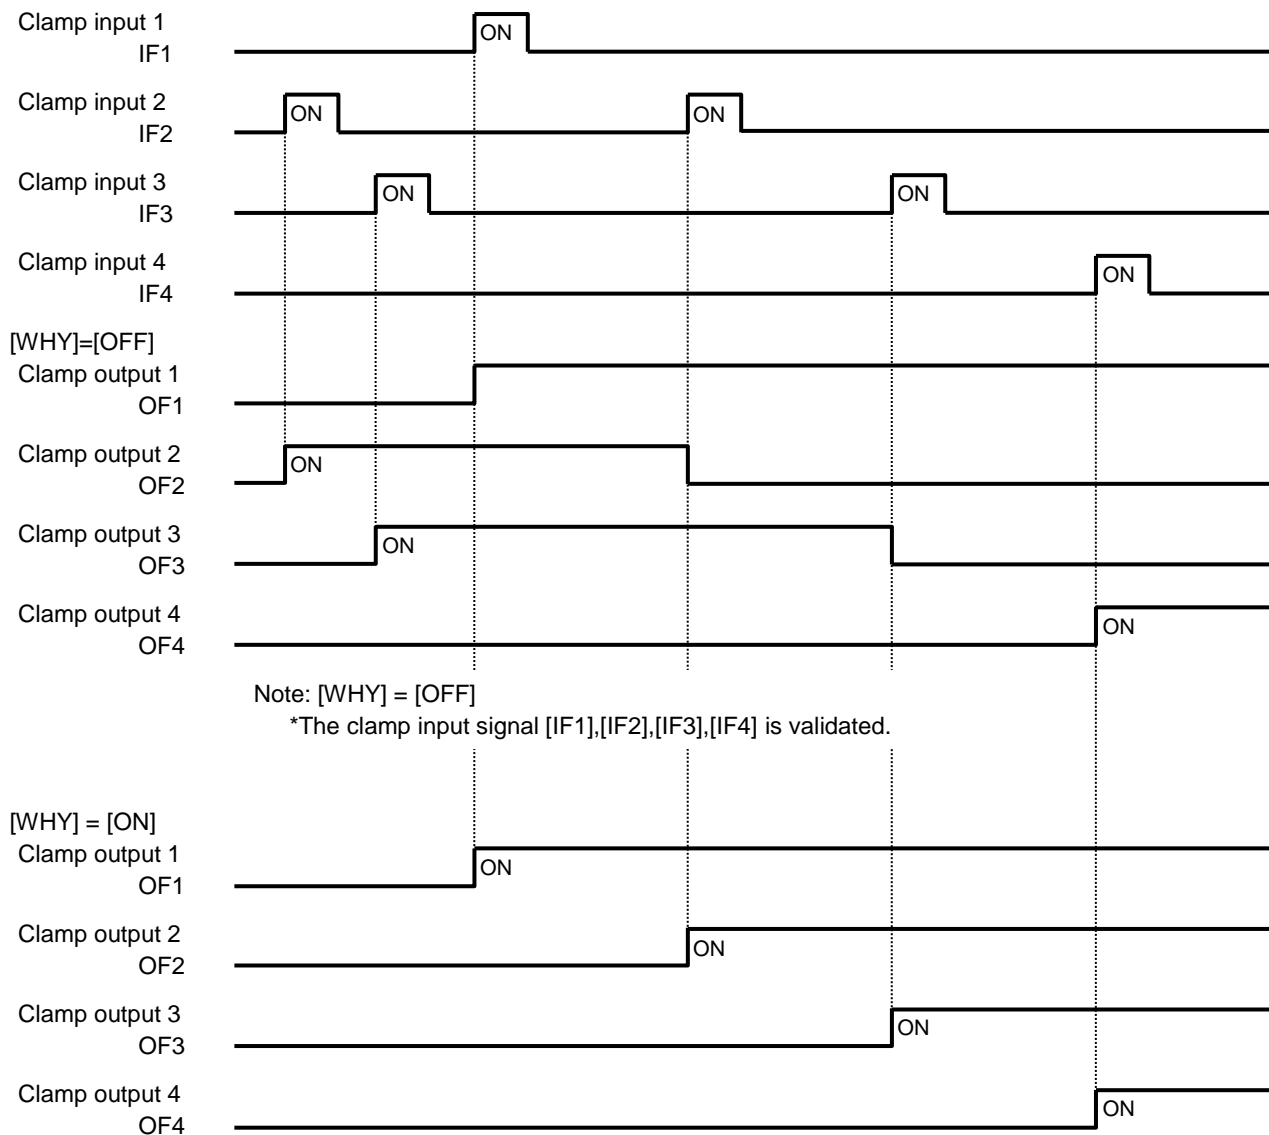 Clamp input 1
ON
IF1
Clamp input 2
ON
ON
IF2
Clamp input 3
ON
ON
IF3
Clamp input 4
ON
IF4
[WHY]=[OFF]
Clamp output 1
OF1
Clamp output 2
ON
OF2
Clamp output 3
ON
OF3
Clamp output 4
ON
OF4
Note: [WHY] = [OFF]
*The clamp input signal [IF1],[IF2],[IF3],[IF4] is validated.
[WHY] = [ON]
Clamp output 1
ON
OF1
Clamp output 2
ON
OF2
Clamp output 3
ON
OF3
Clamp output 4
ON
OF4